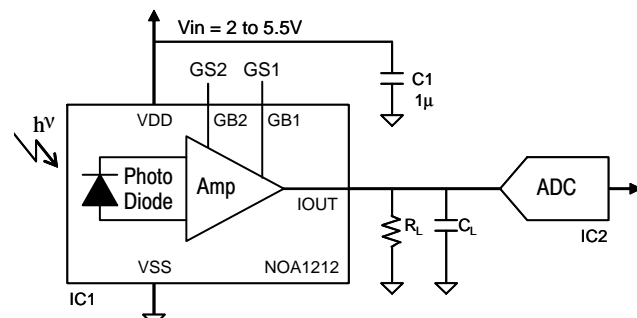 Vin = 2 to 5.5V
GS2 GS1
C1
1μ
hν
VDD GB2 GB1
Photo
Diode
Amp
IOUT
ADC
RL CL
IC2
VSS NOA1212
IC1